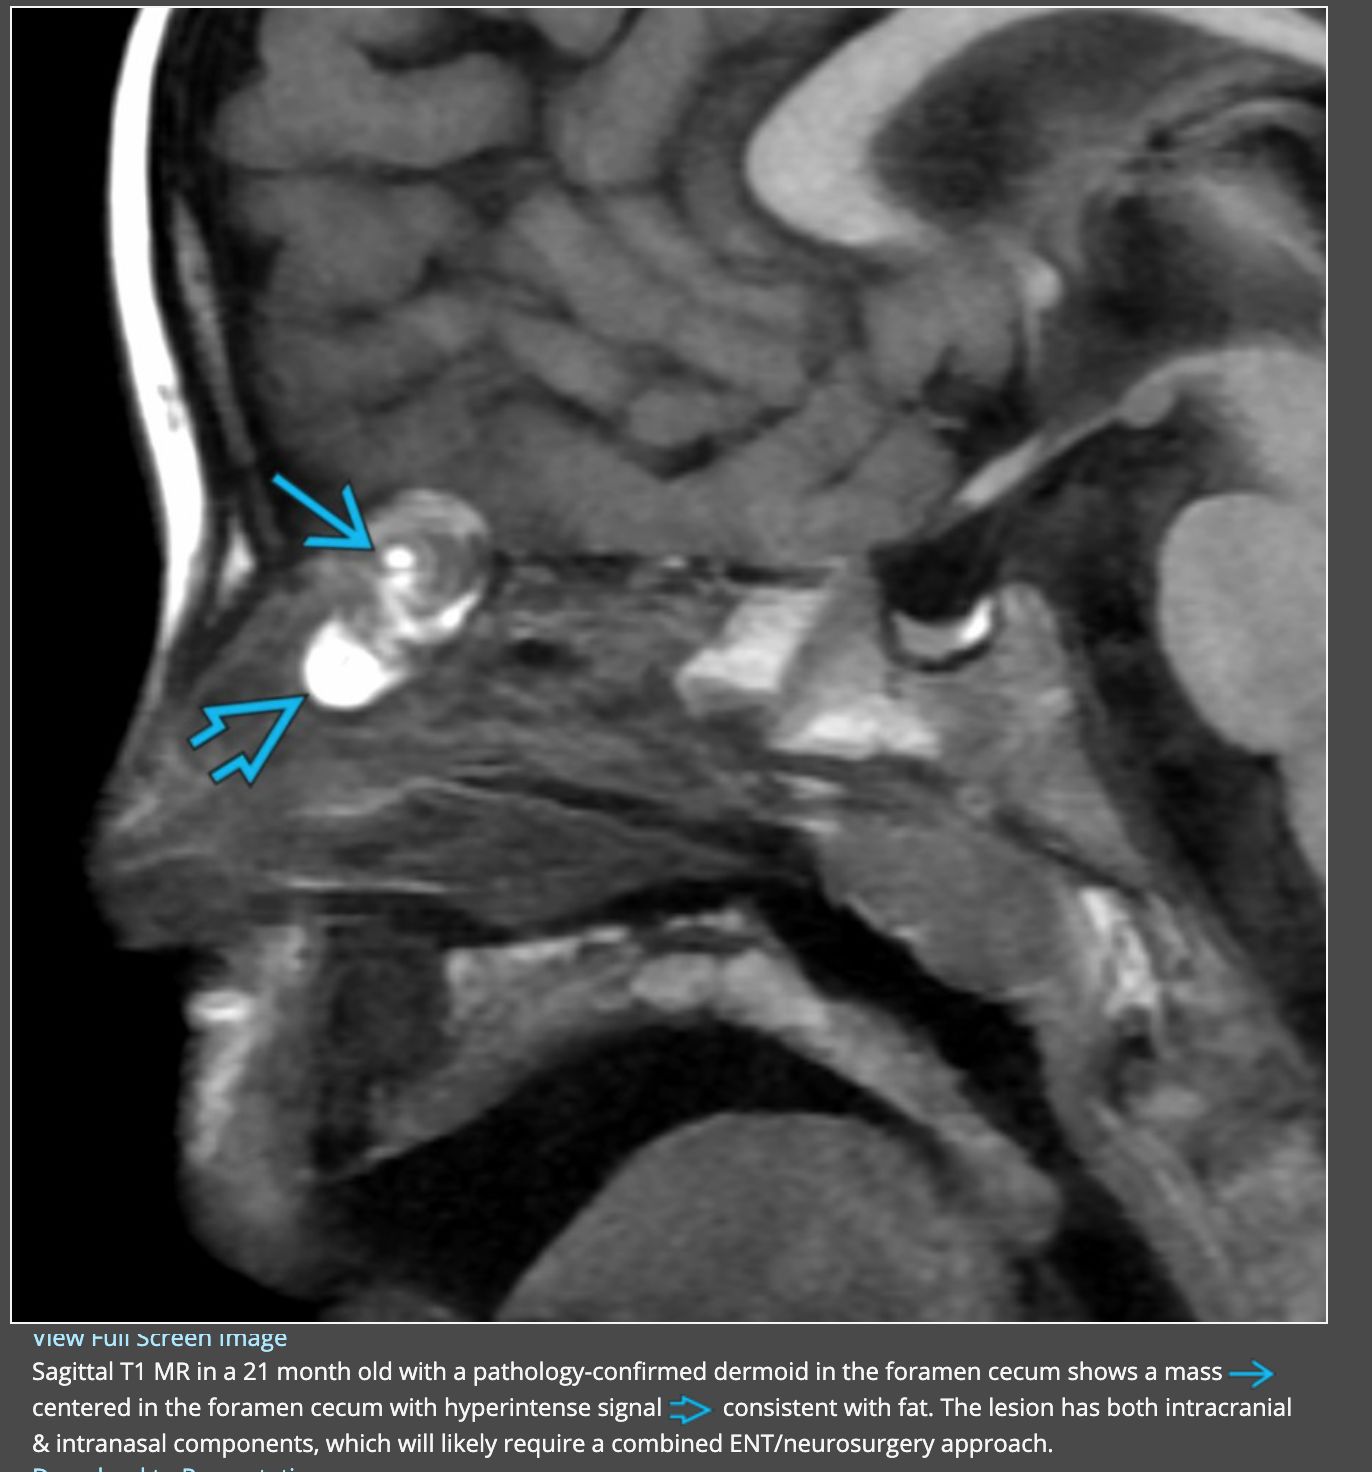 View Full Screen Image
Sagittal T1 MR in a 21 month old with a pathology-confirmed dermoid in the foramen cecum shows a mass
centered in the foramen cecum with hyperintense signal consistent with fat. The lesion has both intracranial
& intranasal components, which will likely require a combined ENT/neurosurgery approach.